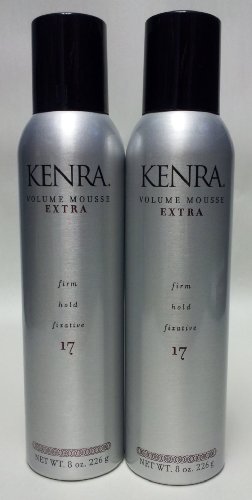 KENRA.
VOLUME MOUSSE
EXTRA
firm
hold
fixative
17
NET WT. 8 oz. 226 g
KENRA.
VOLUME MOUSSE
EXTRA
firm
hold
fixative
17
NET WT. 8 oz. 226 g